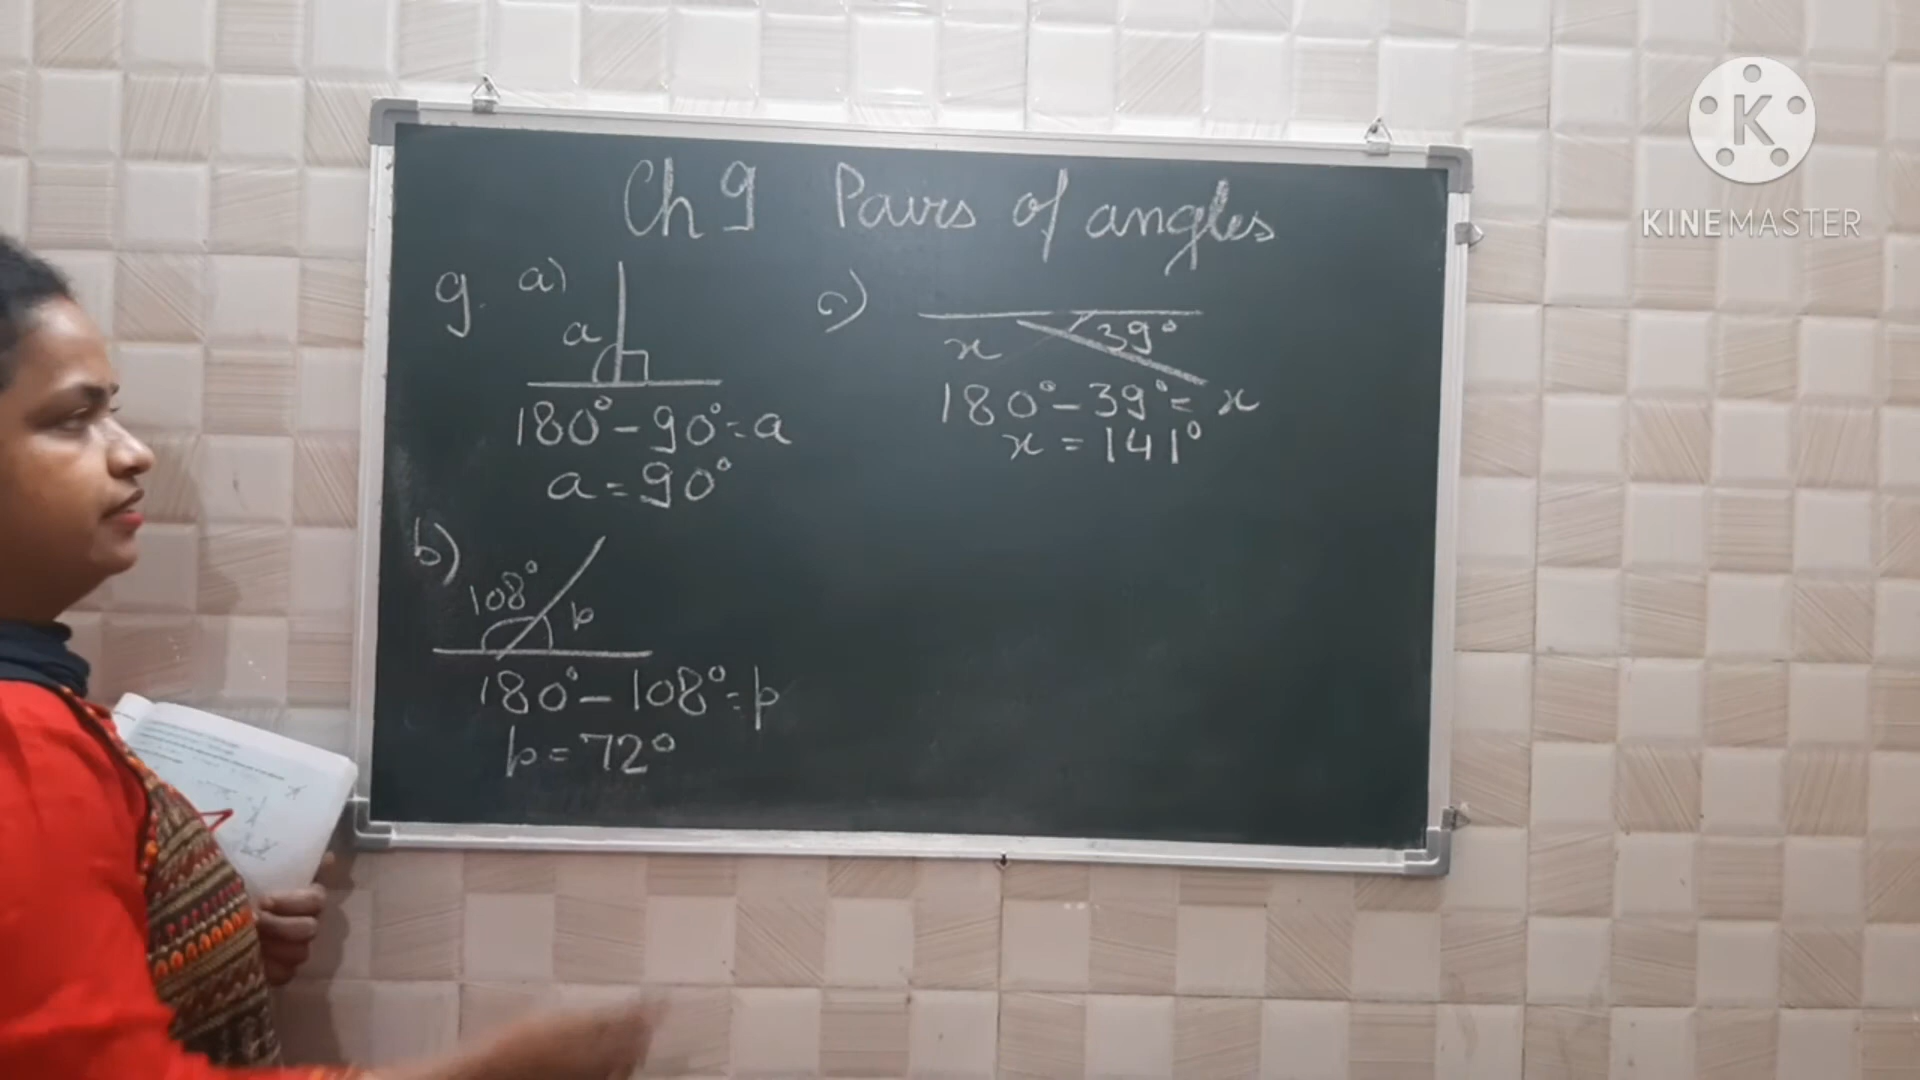 Ch 9 Pairs of angles
9. a)
a
180° - 90° = a
a = 90°
b)
108°
b
180° - 108° = b
b = 72°
c)
39°
x
180° - 39° = x
x = 141°
K
KINEMASTER